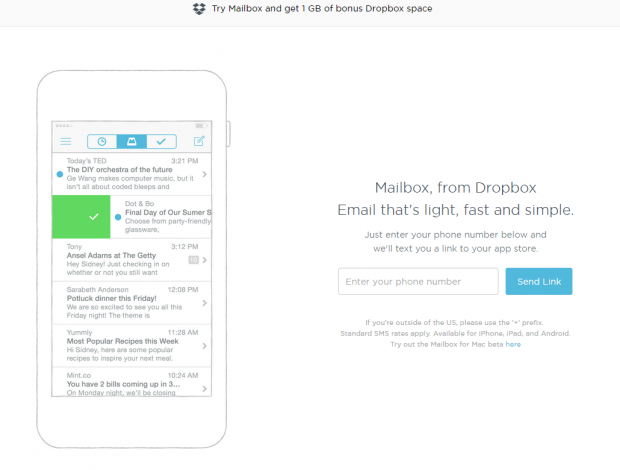 Try Mailbox and get 1 GB of bonus Dropbox space
Today's TED 3:21 PM
The DIY orchestra of the future
Ge Wang makes computer music, but it
isn't all about coded bleeps and
Dot & Bo
Final Day of Our Sumer S
Choose from party-friendly
glassware,
Tony 3:12 PM
Ansel Adams at The Getty
Hey Sidney! Just checking in on
whether or not you still want
Sarabeth Anderson 12:08 PM
Potluck dinner this Friday!
We are so excited to see you all this
Friday night! The theme is
Yummly 11:28 AM
Most Popular Recipes this Week
Hi Sidney, here are some popular
recipes to inspire your next meal.
Mint.co 10:24 AM
You have 2 bills coming up in 3...
On Monday night, we'll be closing
Mailbox, from Dropbox
Email that's light, fast and simple.
Just enter your phone number below and
we'll text you a link to your app store.
Enter your phone number
Send Link
If you're outside of the US, please use the '+' prefix.
Standard SMS rates apply. Available for iPhone, iPad, and Android.
Try out the Mailbox for Mac beta here